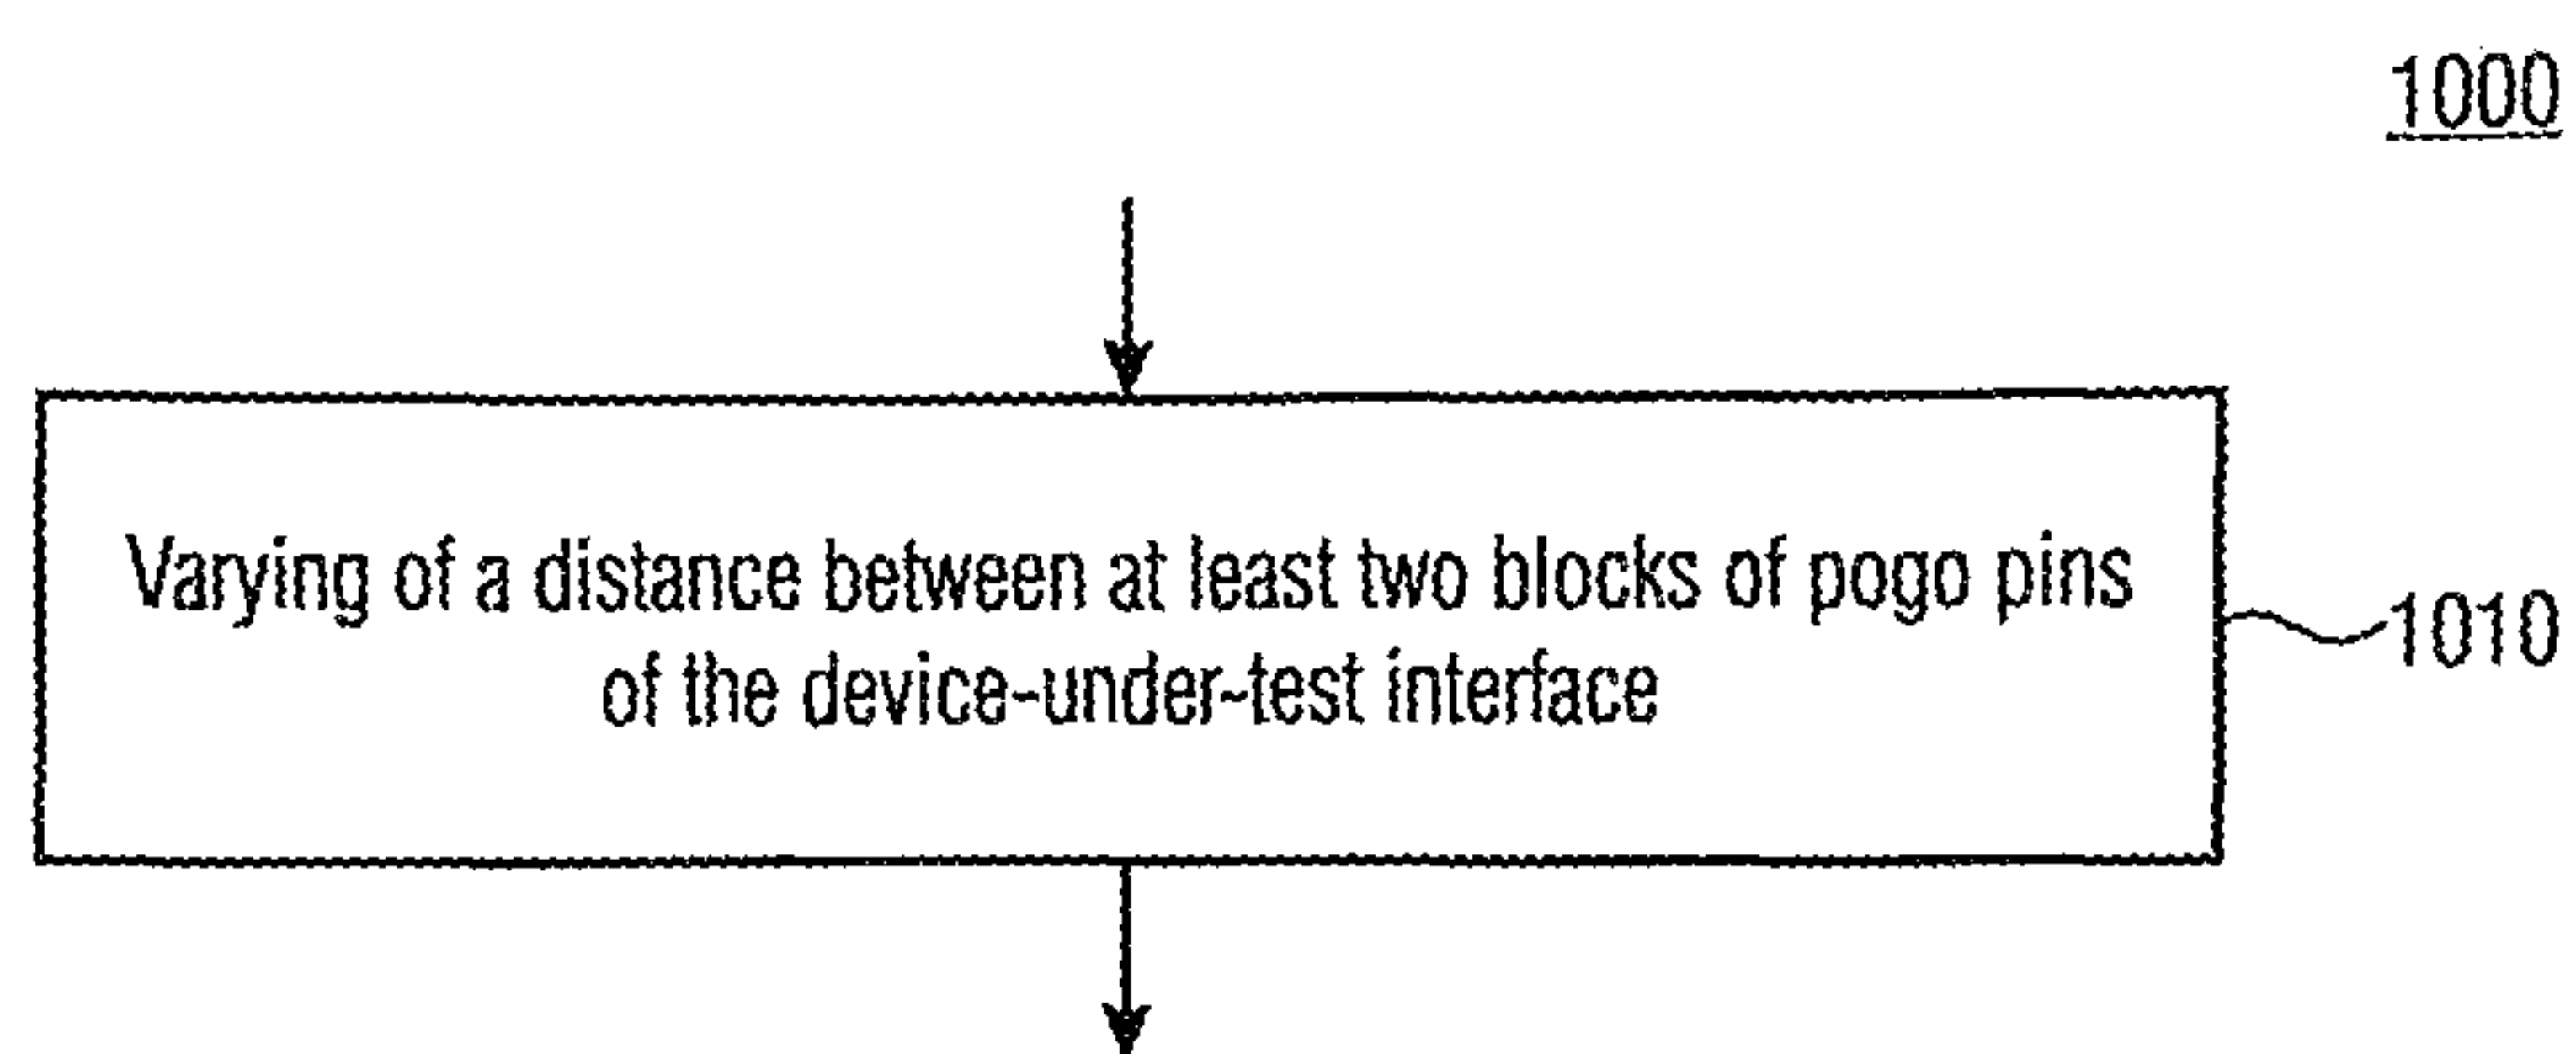 1000
Varying of a distance between at least two blocks of pogo pins
of the device-under-test interface
1010